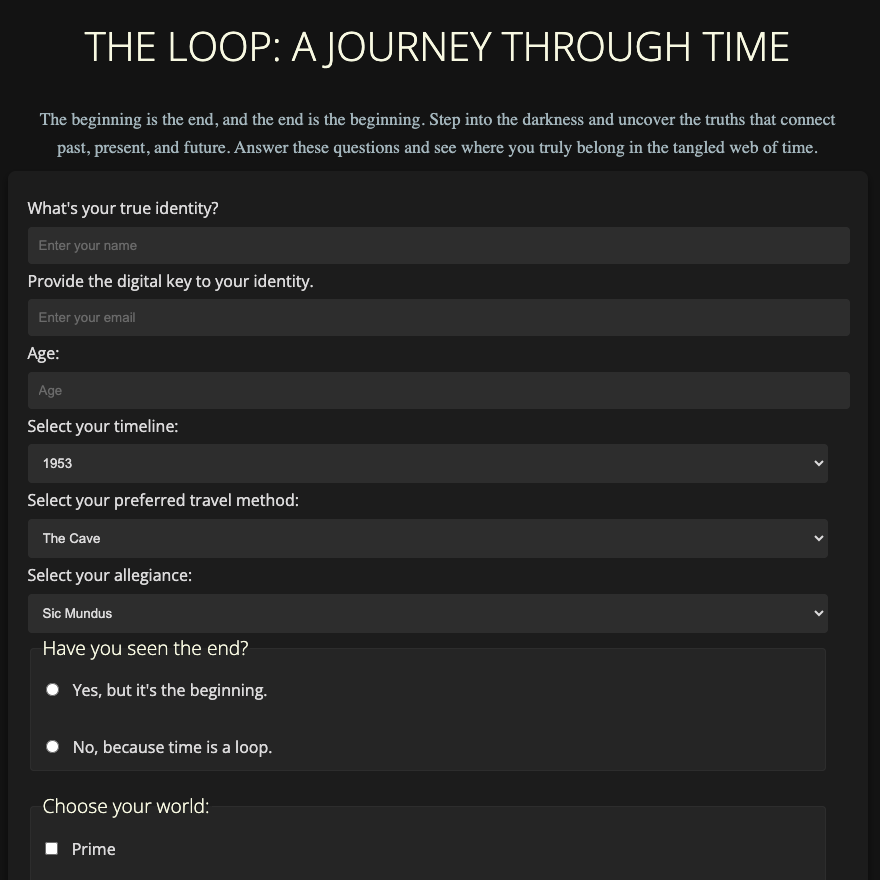 THE LOOP: A JOURNEY THROUGH TIME
The beginning is the end, and the end is the beginning. Step into the darkness and uncover the truths that connect
past, present, and future. Answer these questions and see where you truly belong in the tangled web of time.
What's your true identity?
Enter your name
Provide the digital key to your identity.
Enter your email
Age:
Age
Select your timeline:
1953
Select your preferred travel method:
The Cave
Select your allegiance:
Sic Mundus
Have you seen the end?
Yes, but it's the beginning.
No, because time is a loop.
Choose your world:
Prime